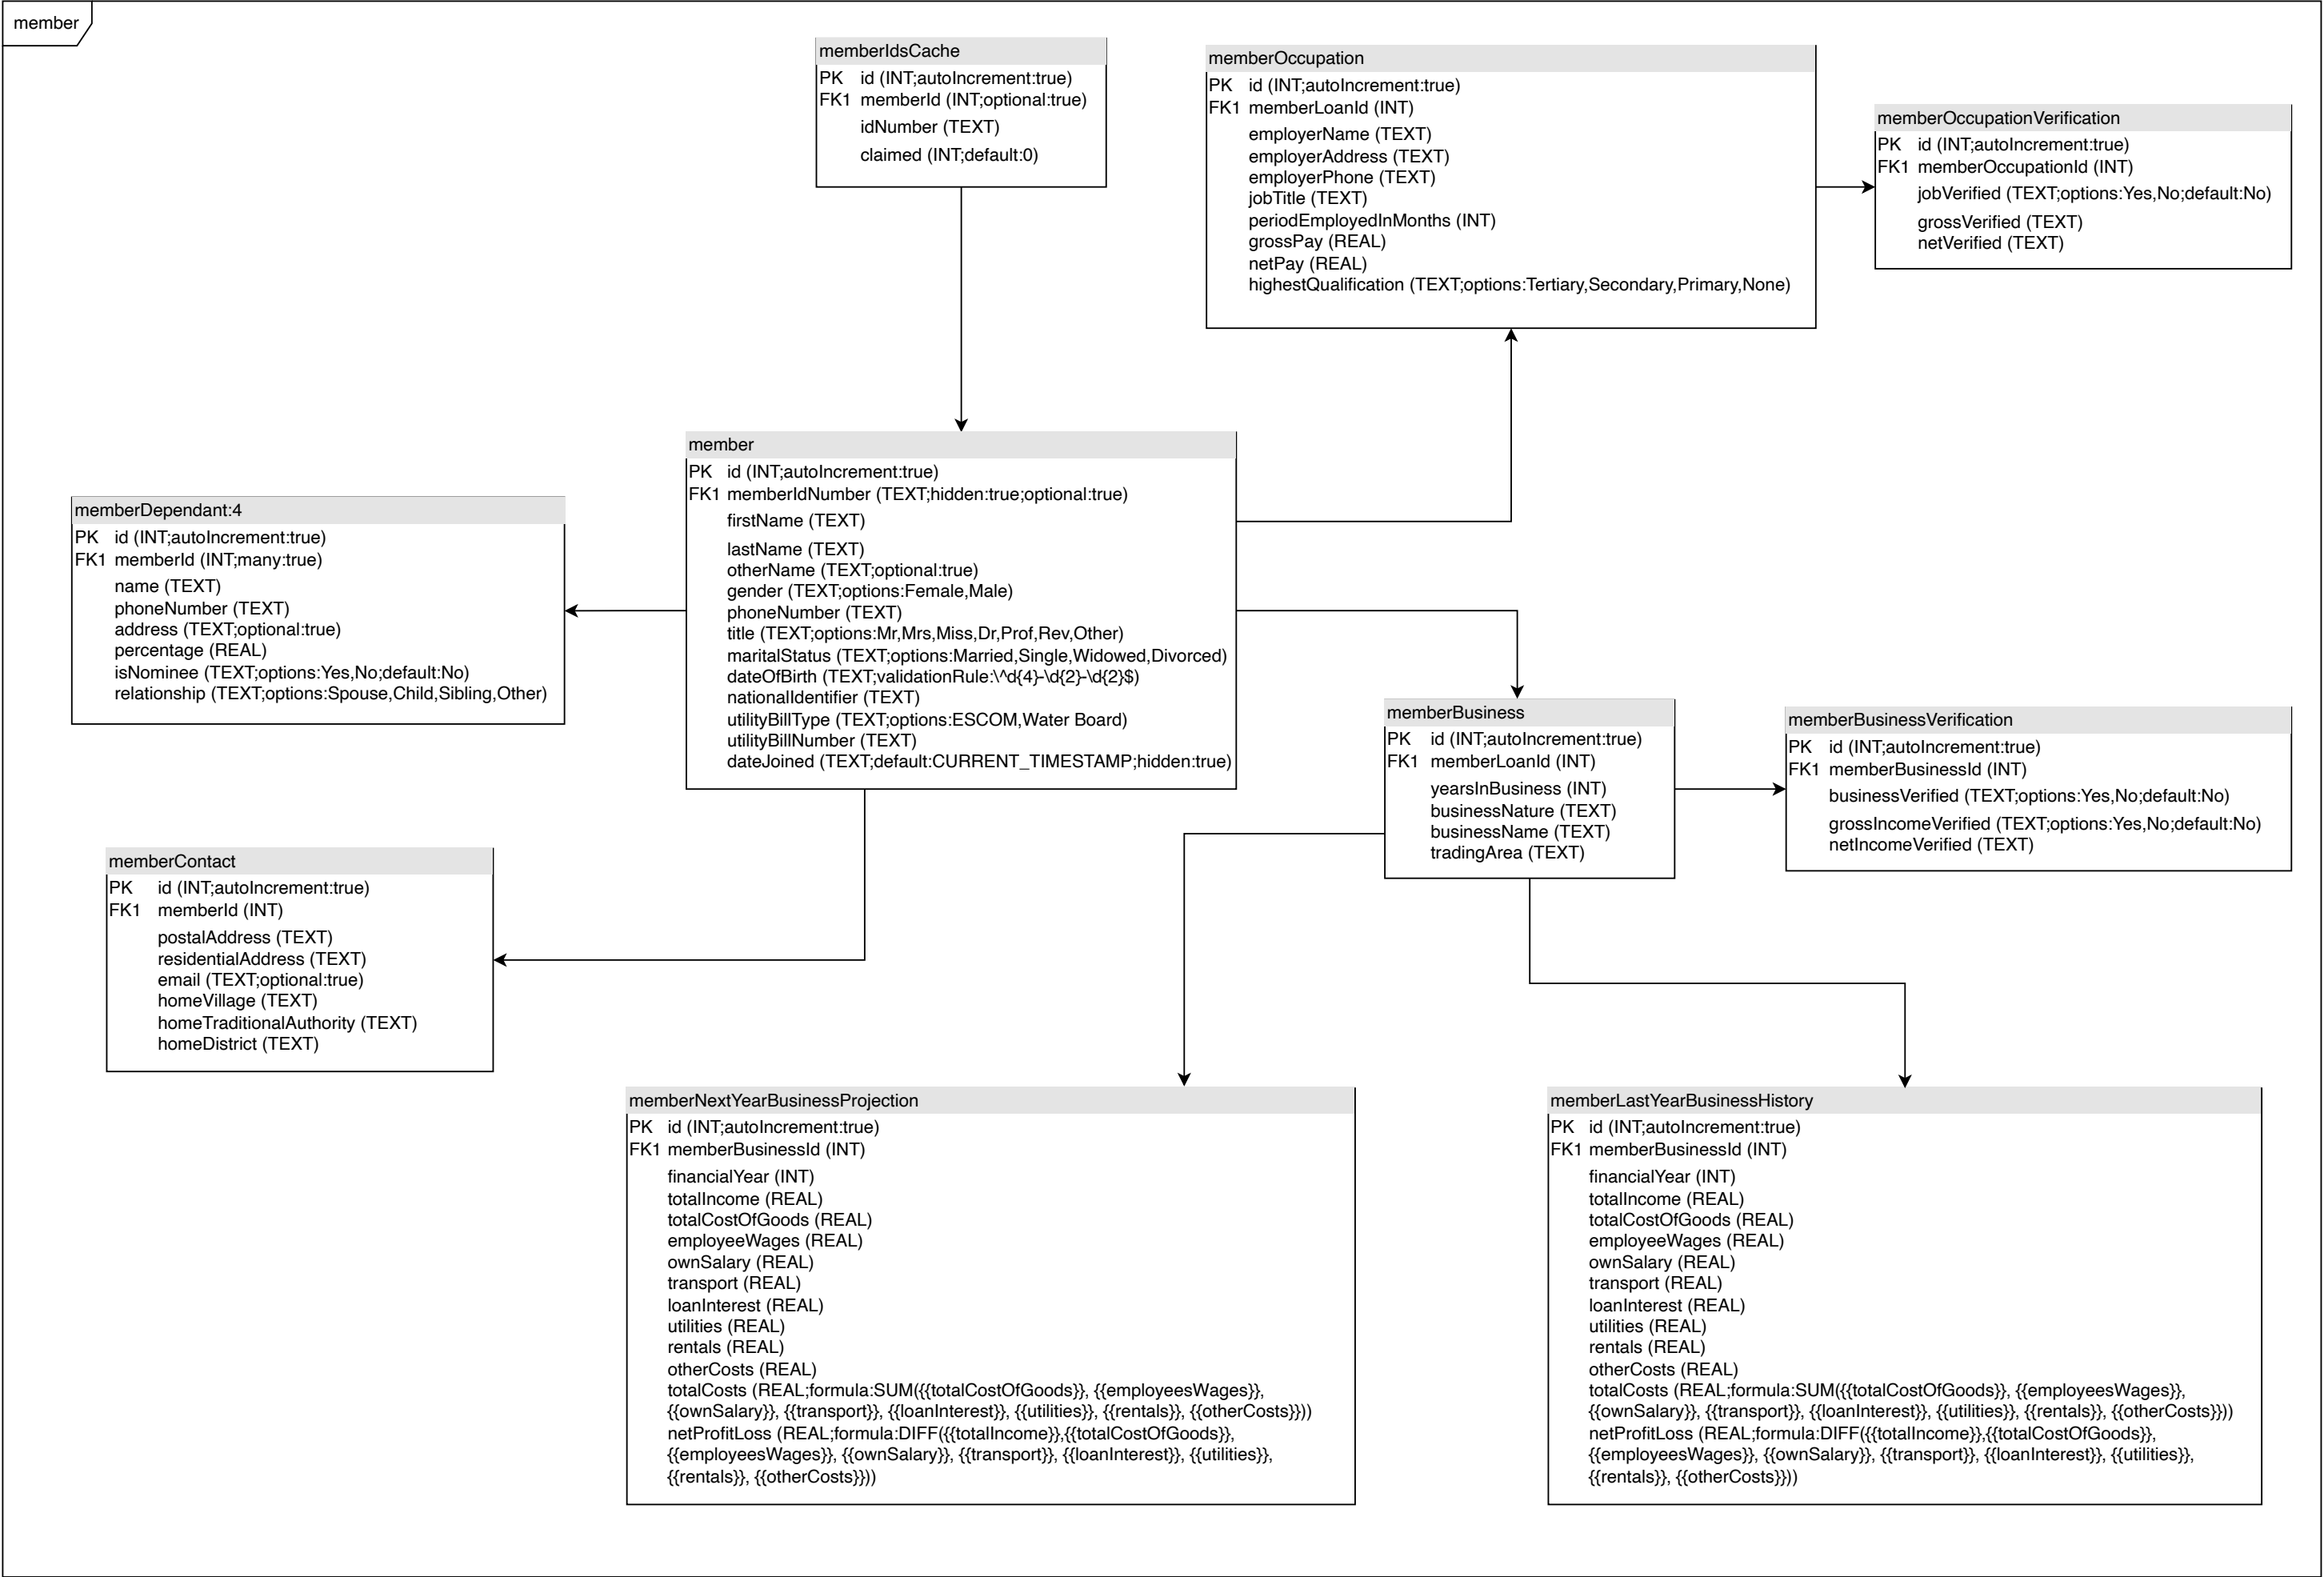 member
memberIdsCache
PK id (INT;autoIncrement:true)
FK1 memberId (INT;optional:true)
idNumber (TEXT)
claimed (INT;default:0)
memberOccupation
PK id (INT;autoIncrement:true)
FK1 memberLoanId (INT)
employerName (TEXT)
employerAddress (TEXT)
employerPhone (TEXT)
jobTitle (TEXT)
periodEmployedInMonths (INT)
grossPay (REAL)
netPay (REAL)
highestQualification (TEXT;options:Tertiary,Secondary,Primary,None)
memberOccupationVerification
PK id (INT;autoIncrement:true)
FK1 memberOccupationId (INT)
jobVerified (TEXT;options:Yes,No;default:No)
grossVerified (TEXT)
netVerified (TEXT)
member
PK id (INT;autoIncrement:true)
FK1 memberIdNumber (TEXT;hidden:true;optional:true)
firstName (TEXT)
lastName (TEXT)
otherName (TEXT;optional:true)
gender (TEXT;options:Female,Male)
phoneNumber (TEXT)
title (TEXT;options:Mr,Mrs,Miss,Dr,Prof,Rev,Other)
maritalStatus (TEXT;options:Married,Single,Widowed,Divorced)
dateOfBirth (TEXT;validationRule:\^d{4}-\d{2}-\d{2}$)
nationalIdentifier (TEXT)
utilityBillType (TEXT;options:ESCOM,Water Board)
utilityBillNumber (TEXT)
dateJoined (TEXT;default:CURRENT_TIMESTAMP;hidden:true)
memberDependant:4
PK id (INT;autoIncrement:true)
FK1 memberId (INT;many:true)
name (TEXT)
phoneNumber (TEXT)
address (TEXT;optional:true)
percentage (REAL)
isNominee (TEXT;options:Yes,No;default:No)
relationship (TEXT;options:Spouse,Child,Sibling,Other)
memberBusiness
PK id (INT;autoIncrement:true)
FK1 memberLoanId (INT)
yearsInBusiness (INT)
businessNature (TEXT)
businessName (TEXT)
tradingArea (TEXT)
memberBusinessVerification
PK id (INT;autoIncrement:true)
FK1 memberBusinessId (INT)
businessVerified (TEXT;options:Yes,No;default:No)
grossIncomeVerified (TEXT;options:Yes,No;default:No)
netIncomeVerified (TEXT)
memberContact
PK id (INT;autoIncrement:true)
FK1 memberId (INT)
postalAddress (TEXT)
residentialAddress (TEXT)
email (TEXT;optional:true)
homeVillage (TEXT)
homeTraditionalAuthority (TEXT)
homeDistrict (TEXT)
memberNextYearBusinessProjection
PK id (INT;autoIncrement:true)
FK1 memberBusinessId (INT)
financialYear (INT)
totalIncome (REAL)
totalCostOfGoods (REAL)
employeeWages (REAL)
ownSalary (REAL)
transport (REAL)
loanInterest (REAL)
utilities (REAL)
rentals (REAL)
otherCosts (REAL)
totalCosts (REAL;formula:SUM({{totalCostOfGoods}}, {{employeesWages}},
{{ownSalary}}, {{transport}}, {{loanInterest}}, {{utilities}}, {{rentals}}, {{otherCosts}}))
netProfitLoss (REAL;formula:DIFF({{totalIncome}},{{totalCostOfGoods}},
{{employeesWages}}, {{ownSalary}}, {{transport}}, {{loanInterest}}, {{utilities}},
{{rentals}}, {{otherCosts}}))
memberLastYearBusinessHistory
PK id (INT;autoIncrement:true)
FK1 memberBusinessId (INT)
financialYear (INT)
totalIncome (REAL)
totalCostOfGoods (REAL)
employeeWages (REAL)
ownSalary (REAL)
transport (REAL)
loanInterest (REAL)
utilities (REAL)
rentals (REAL)
otherCosts (REAL)
totalCosts (REAL;formula:SUM({{totalCostOfGoods}}, {{employeesWages}},
{{ownSalary}}, {{transport}}, {{loanInterest}}, {{utilities}}, {{rentals}}, {{otherCosts}}))
netProfitLoss (REAL;formula:DIFF({{totalIncome}},{{totalCostOfGoods}},
{{employeesWages}}, {{ownSalary}}, {{transport}}, {{loanInterest}}, {{utilities}},
{{rentals}}, {{otherCosts}}))